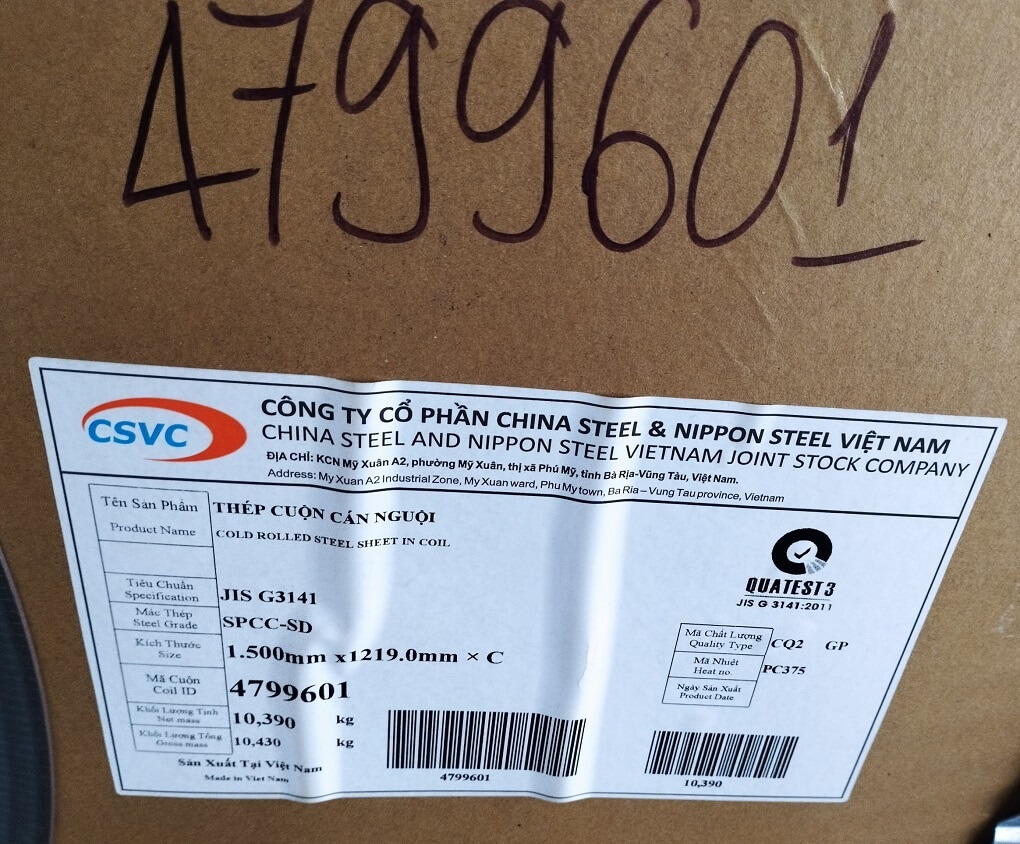 4799601
CSVC
CÔNG TY CỔ PHẦN CHINA STEEL & NIPPON STEEL VIỆT NAM
CHINA STEEL AND NIPPON STEEL VIETNAM JOINT STOCK COMPANY
ĐỊA CHỈ: KCN Mỹ Xuân A2, phường Mỹ Xuân, thị xã Phú Mỹ, tỉnh Bà Rịa-Vũng Tàu, Việt Nam.
Address: My Xuan A2 Industrial Zone, My Xuan ward, Phu My town, Ba Ria – Vung Tau province, Vietnam
Tên Sản Phẩm THÉP CUỘN CÁN NGUỘI
Product Name COLD ROLLED STEEL SHEET IN COIL
QUATEST 3
JIS G 3141:2011
Tiêu Chuẩn
Specification JIS G3141
Mác Thép
Steel Grade SPCC-SD
Kích Thước
Size 1.500mm x1219.0mm × C
Mã Cuộn
Coil ID 4799601
Khối Lượng Tịnh
Net mass 10,390 kg
Khối Lượng Tổng
Gross mass 10,430 kg
Mã Chất Lượng
Quality Type CQ2 GP
Mã Nhiệt
Heat no. PC375
Ngày Sản Xuất
Product Date
Sản Xuất Tại Việt Nam
Made in Viet Nam
4799601
10,390